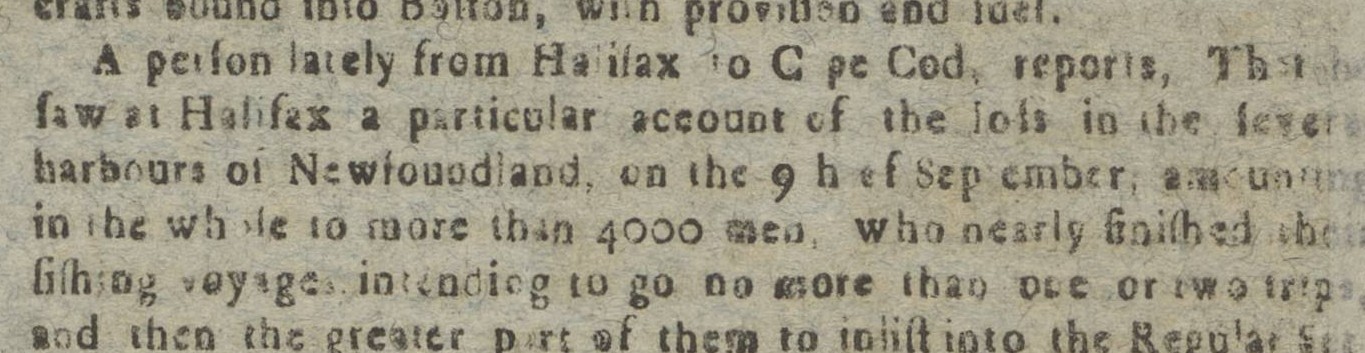 crafts bound into Boston, with provision and fuel.
A perſon lately from Halifax to Cape Cod, reports, That he
ſaw at Halifax a particular account of the loſs in the ſever
harbours of Newfoundland, on the 9th of September, amounting
in the whole to more than 4000 men, who nearly finiſhed their
fiſhing voyage, intending to go no more than one or two trips
and then the greater part of them to inliſt into the Regular